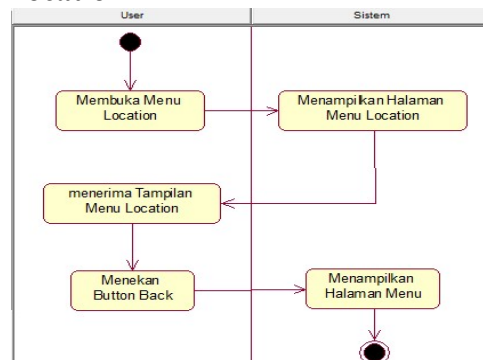 User
Sistem
Membuka Menu
Location
Menampilkan Halaman
Menu Location
menerima Tampilan
Menu Location
Menekan
Button Back
Menampilkan
Halaman Menu